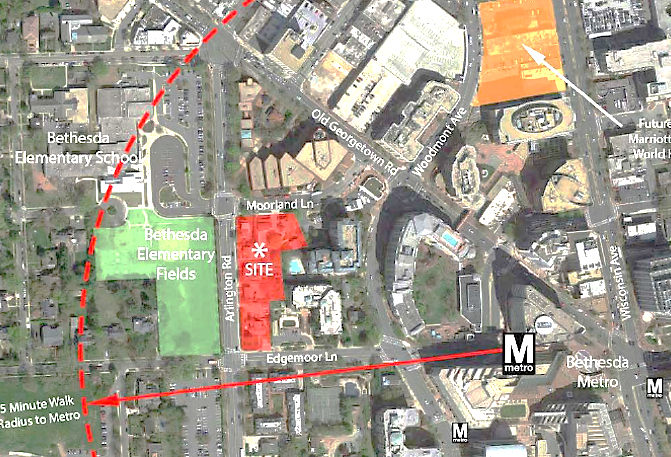 Old Georgetown Rd
Woodmont Ave
Future
Marriott
World
Bethesda
Elementary School
Moorland Ln
Bethesda
Elementary
Fields
*
SITE
Arlington Rd
Wisconsin Ave
Edgemoor Ln
M
metro
Bethesda
Metro
M
metro
5 Minute Walk
Radius to Metro
M
metro